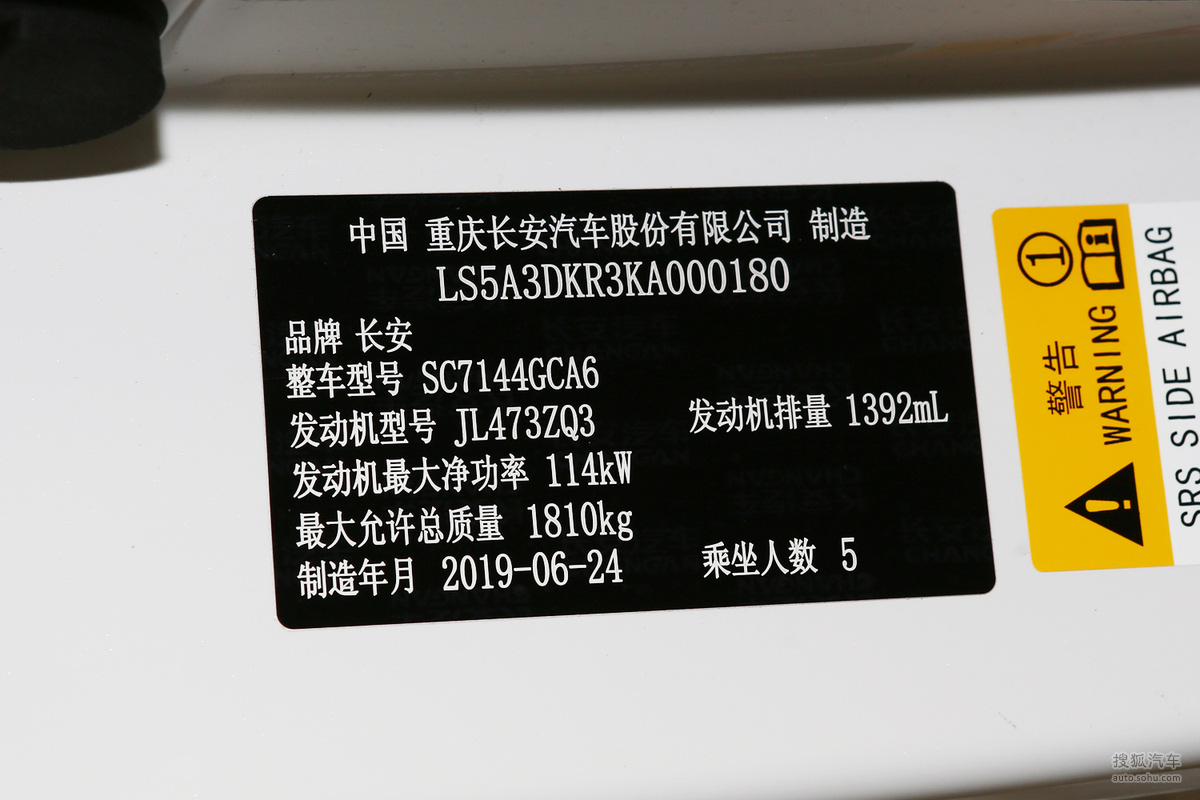 中国 重庆长安汽车股份有限公司 制造
LS5A3DKR3KA000180
品牌 长安
整车型号 SC7144GCA6
发动机型号 JL473ZQ3 发动机排量 1392mL
发动机最大净功率 114kW
最大允许总质量 1810kg
制造年月 2019-06-24 乘坐人数 5
1
警告
WARNING
SRS SIDE AIRBAG
搜狐汽车
auto.sohu.com